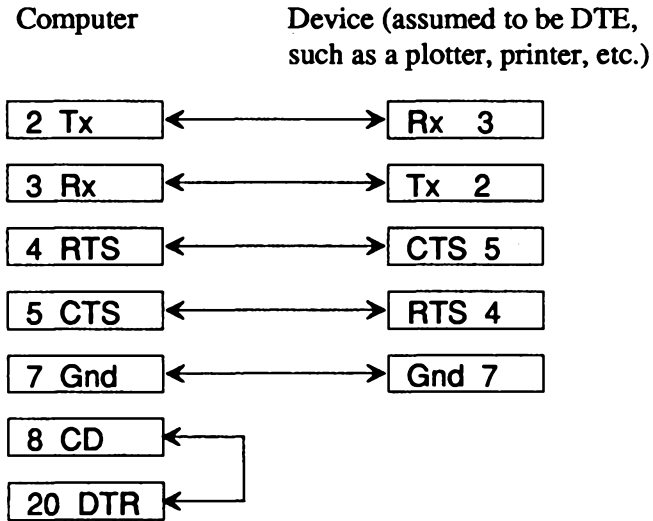 Computer
Device (assumed to be DTE,
such as a plotter, printer, etc.)
2 Tx
Rx 3
3 Rx
Tx 2
4 RTS
CTS 5
5 CTS
RTS 4
7 Gnd
Gnd 7
8 CD
20 DTR